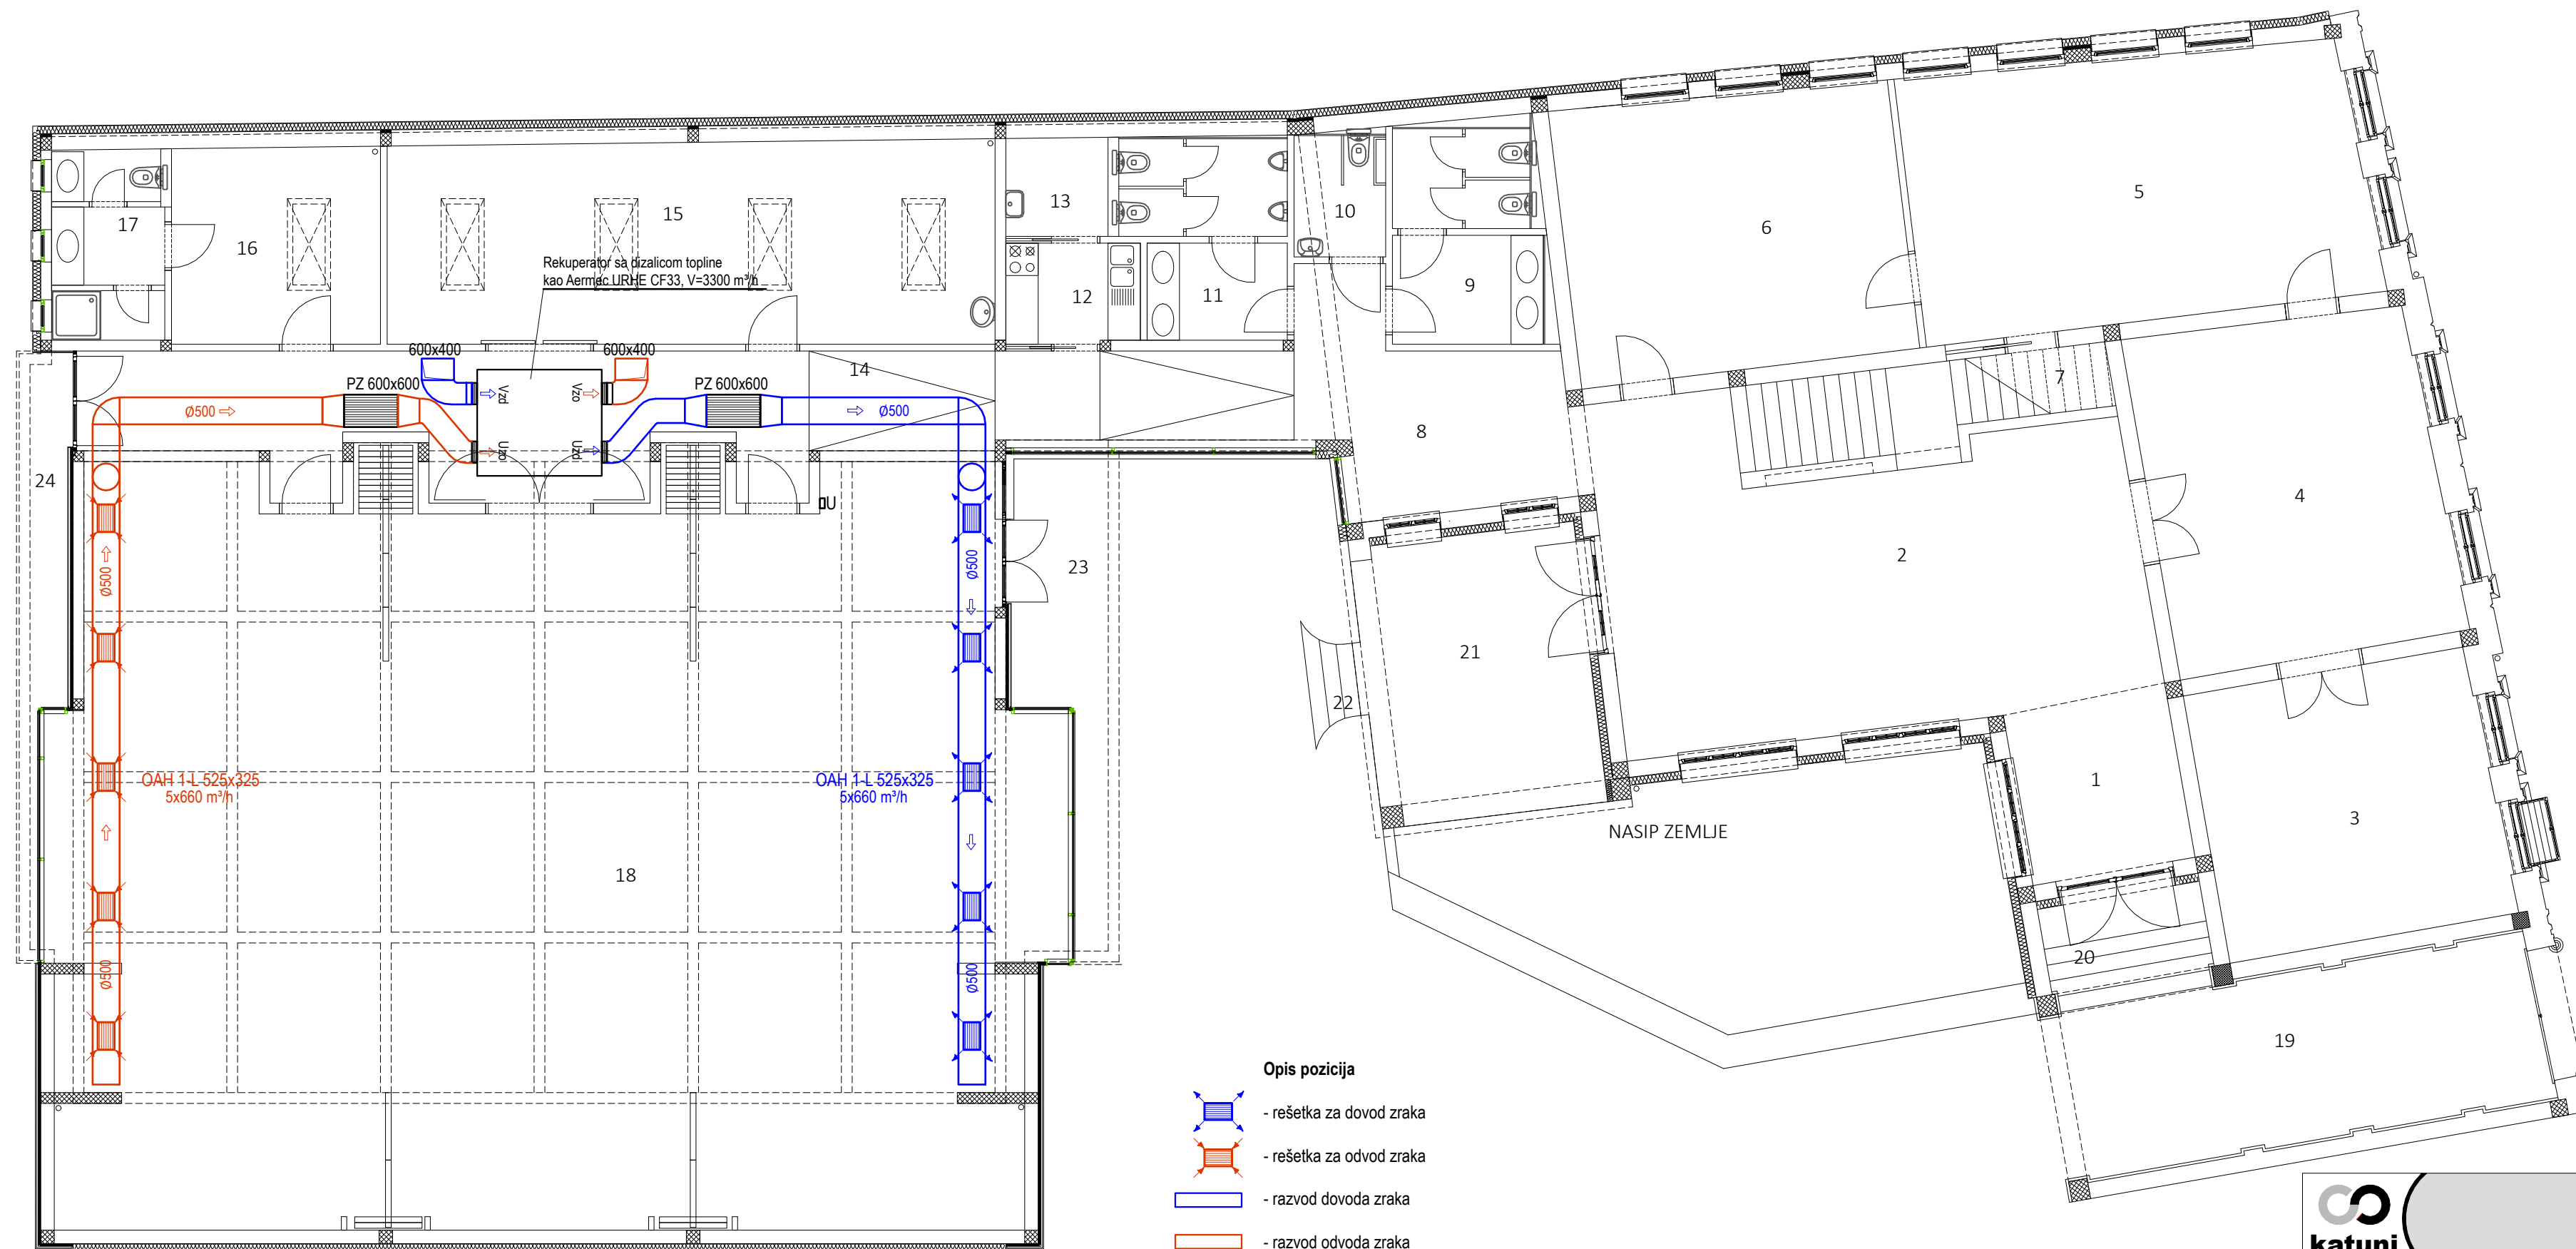 5
6
15
13
10
17
16
Rekuperator sa dizalicom topline
kao Aermec URHE CF33, V=3300 m³/h
12
11
9
600x400
600x400
14
7
PZ 600x600
PZ 600x600
Vzd
Vzo
Ø500
Ø500
8
Uzo
Uzd
24
U
4
2
23
Ø500
Ø500
21
22
OAH 1-L 525x325
5x660 m³/h
OAH 1-L 525x325
5x660 m³/h
1
3
NASIP ZEMLJE
18
20
Ø500
Ø500
19
Opis pozicija
- rešetka za dovod zraka
- rešetka za odvod zraka
- razvod dovoda zraka
- razvod odvoda zraka
katuni